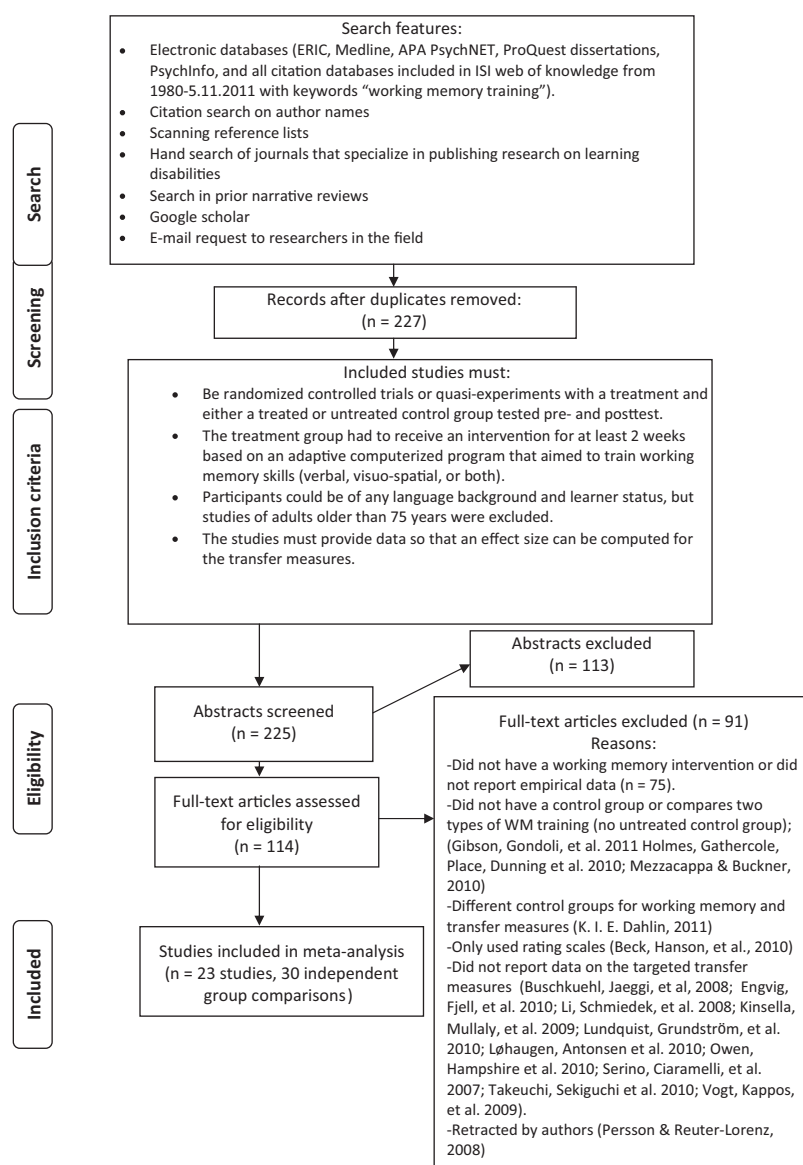 Search features:
• Electronic databases (ERIC, Medline, APA PsychNET, ProQuest dissertations,
PsychInfo, and all citation databases included in ISI web of knowledge from
1980-5.11.2011 with keywords “working memory training”).
• Citation search on author names
• Scanning reference lists
• Hand search of journals that specialize in publishing research on learning
disabilities
• Search in prior narrative reviews
• Google scholar
• E-mail request to researchers in the field
Search
Records after duplicates removed:
(n = 227)
Screening
Included studies must:
• Be randomized controlled trials or quasi-experiments with a treatment and
either a treated or untreated control group tested pre- and posttest.
• The treatment group had to receive an intervention for at least 2 weeks
based on an adaptive computerized program that aimed to train working
memory skills (verbal, visuo-spatial, or both).
• Participants could be of any language background and learner status, but
studies of adults older than 75 years were excluded.
• The studies must provide data so that an effect size can be computed for
the transfer measures.
Inclusion criteria
Abstracts excluded
(n = 113)
Abstracts screened
(n = 225)
Eligibility
Full-text articles assessed
for eligibility
(n = 114)
Full-text articles excluded (n = 91)
Reasons:
-Did not have a working memory intervention or did
not report empirical data (n = 75).
-Did not have a control group or compares two
types of WM training (no untreated control group);
(Gibson, Gondoli, et al. 2011 Holmes, Gathercole,
Place, Dunning et al. 2010; Mezzacappa & Buckner,
2010)
-Different control groups for working memory and
transfer measures (K. I. E. Dahlin, 2011)
-Only used rating scales (Beck, Hanson, et al., 2010)
-Did not report data on the targeted transfer
measures (Buschkuehl, Jaeggi, et al, 2008; Engvig,
Fjell, et al. 2010; Li, Schmiedek, et al. 2008; Kinsella,
Mullaly, et al. 2009; Lundquist, Grundström, et al.
2010; Løhaugen, Antonsen et al. 2010; Owen,
Hampshire et al. 2010; Serino, Ciaramelli, et al.
2007; Takeuchi, Sekiguchi et al. 2010; Vogt, Kappos,
et al. 2009).
-Retracted by authors (Persson & Reuter-Lorenz,
2008)
Studies included in meta-analysis
(n = 23 studies, 30 independent
group comparisons)
Included